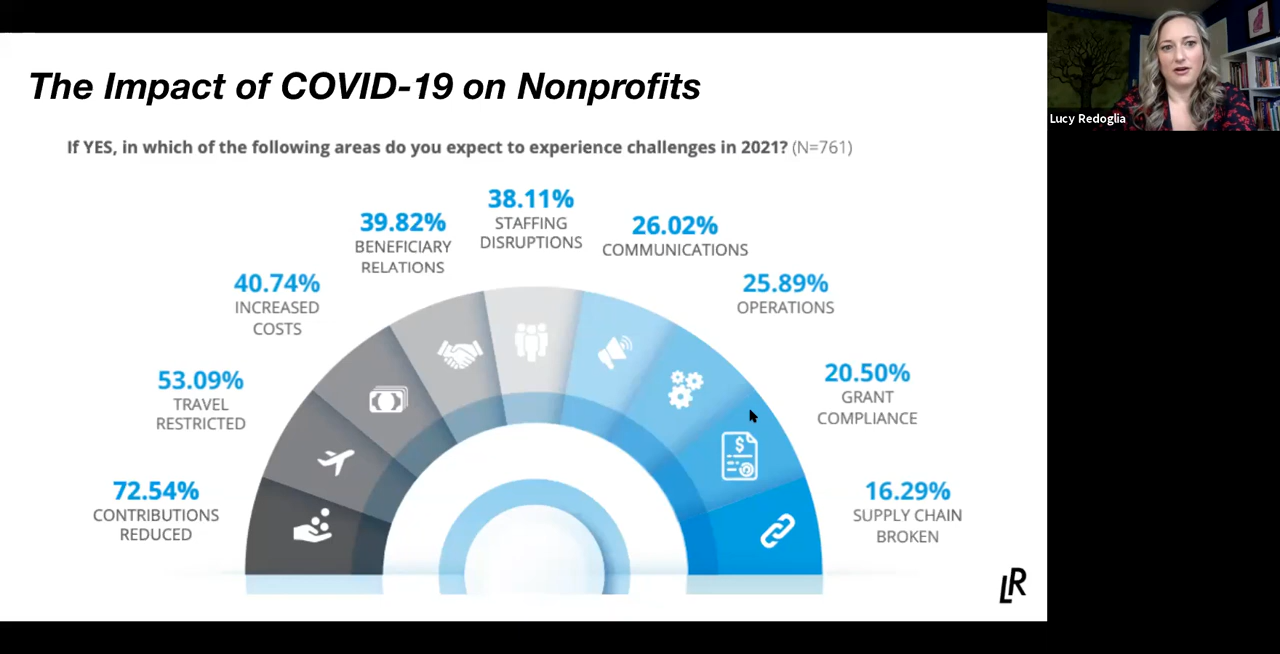 The Impact of COVID-19 on Nonprofits
Lucy Redoglia
If YES, in which of the following areas do you expect to experience challenges in 2021? (N=761)
72.54%
CONTRIBUTIONS
REDUCED
53.09%
TRAVEL
RESTRICTED
40.74%
INCREASED
COSTS
39.82%
BENEFICIARY
RELATIONS
38.11%
STAFFING
DISRUPTIONS
26.02%
COMMUNICATIONS
25.89%
OPERATIONS
20.50%
GRANT
COMPLIANCE
$
16.29%
SUPPLY CHAIN
BROKEN
LR